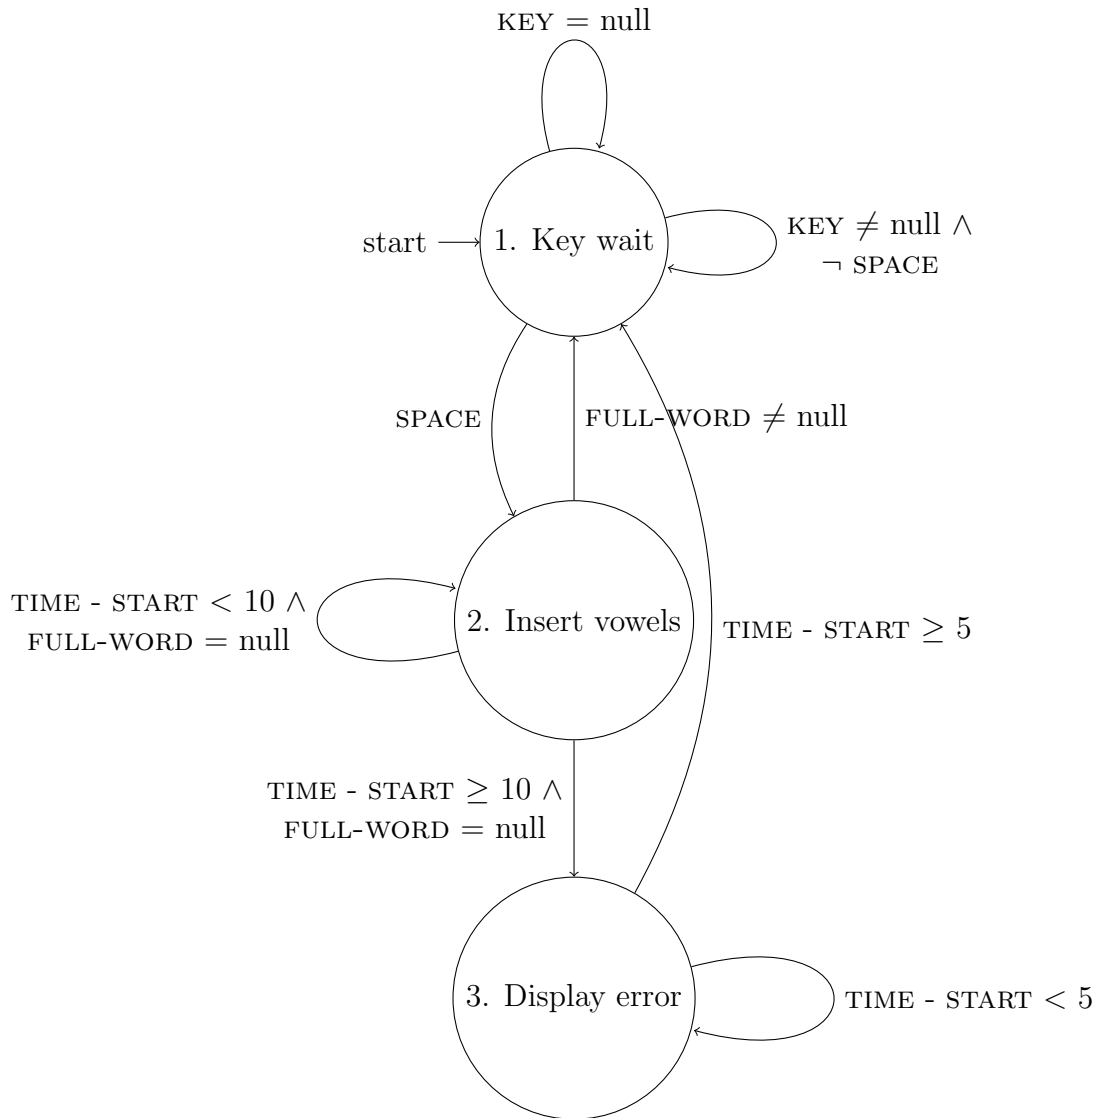 KEY = null
start
1. Key wait
KEY ≠ null ∧
¬ SPACE
SPACE
FULL-WORD ≠ null
TIME - START < 10 ∧
FULL-WORD = null
2. Insert vowels
TIME - START ≥ 5
TIME - START ≥ 10 ∧
FULL-WORD = null
3. Display error
TIME - START < 5